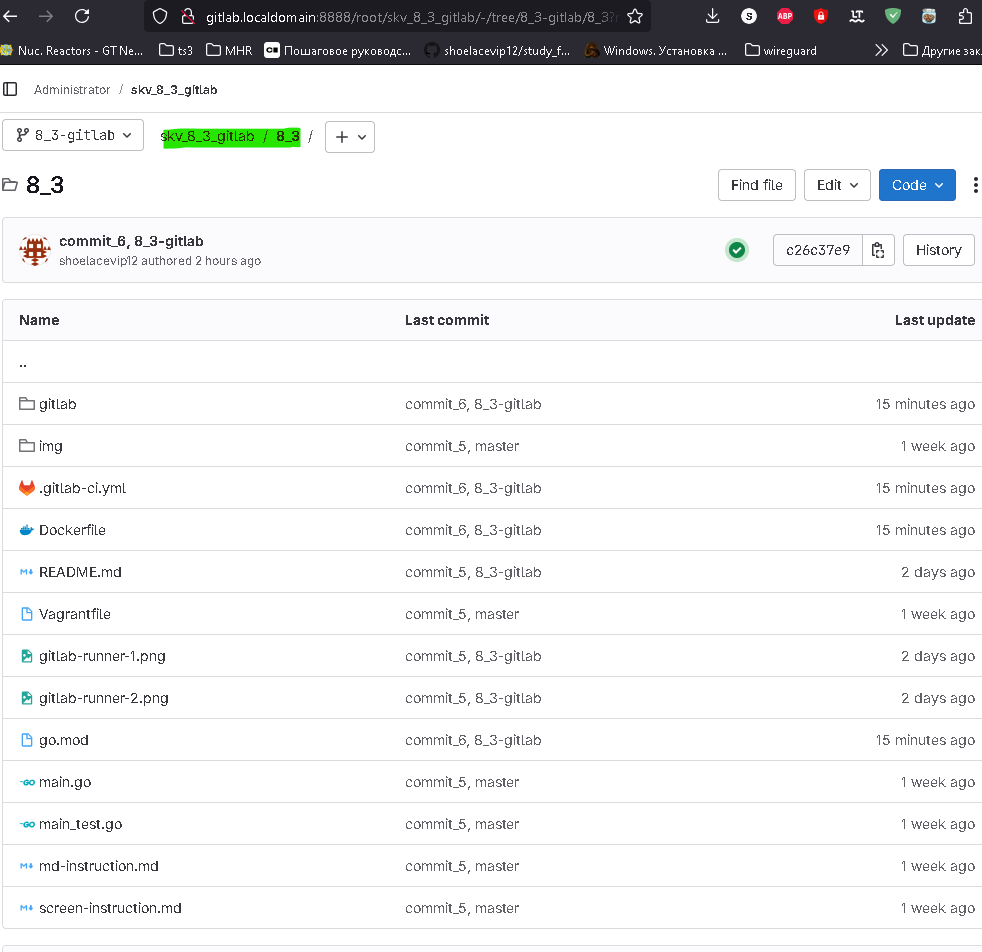 gitlab.localdomain:8888/root/skv_8_3_gitlab/-/tree/8_3-gitlab/8_3?
S ABP
Nuc. Reactors - GT Ne... ts3 MHR Пошаговое руководс... shoelacevip12/study_f... Windows. Установка ... wireguard Другие зак
Administrator / skv_8_3_gitlab
8_3-gitlab skv_8_3_gitlab / 8_3 / +
8_3 Find file Edit Code
commit_6, 8_3-gitlab
shoelacevip12 authored 2 hours ago
c26c37e9 History
Name Last commit Last update
..
gitlab commit_6, 8_3-gitlab 15 minutes ago
img commit_5, master 1 week ago
.gitlab-ci.yml commit_6, 8_3-gitlab 15 minutes ago
Dockerfile commit_6, 8_3-gitlab 15 minutes ago
README.md commit_5, 8_3-gitlab 2 days ago
Vagrantfile commit_5, master 1 week ago
gitlab-runner-1.png commit_5, 8_3-gitlab 2 days ago
gitlab-runner-2.png commit_5, 8_3-gitlab 2 days ago
go.mod commit_6, 8_3-gitlab 15 minutes ago
main.go commit_5, master 1 week ago
main_test.go commit_5, master 1 week ago
md-instruction.md commit_5, master 1 week ago
screen-instruction.md commit_5, master 1 week ago